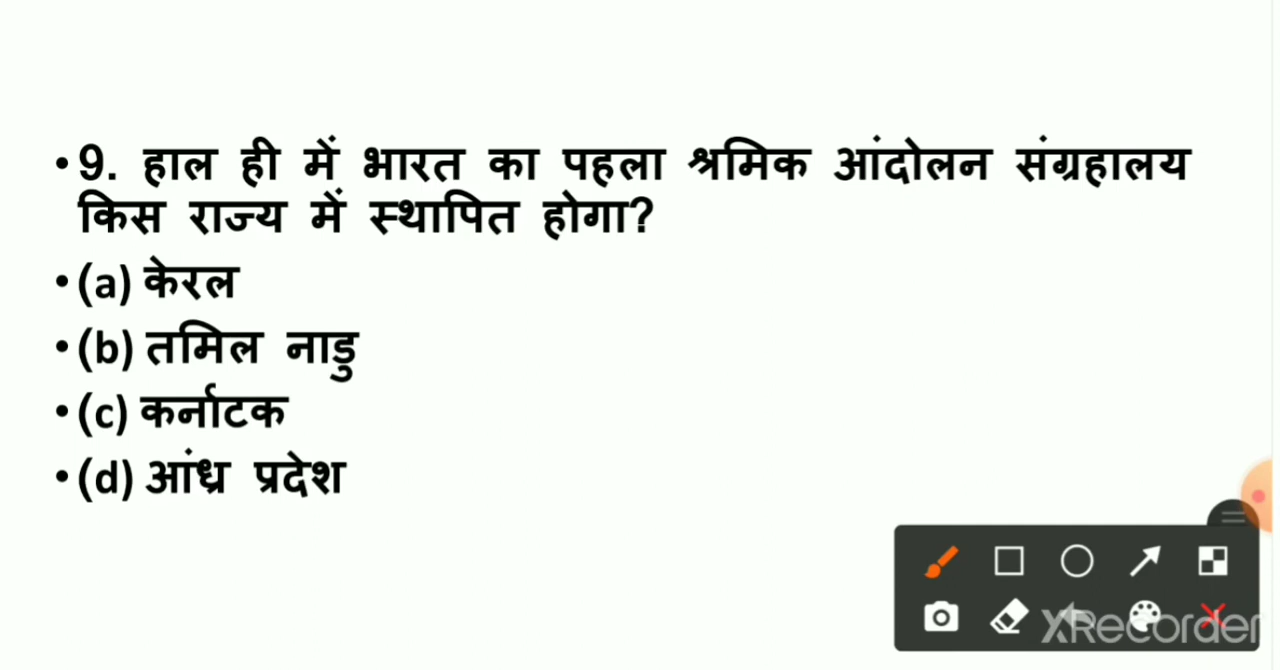 •9. हाल ही में भारत का पहला श्रमिक आंदोलन संग्रहालय
किस राज्य में स्थापित होगा?
•(a) केरल
•(b) तमिल नाडु
•(c) कर्नाटक
•(d) आंध्र प्रदेश
XRecorder